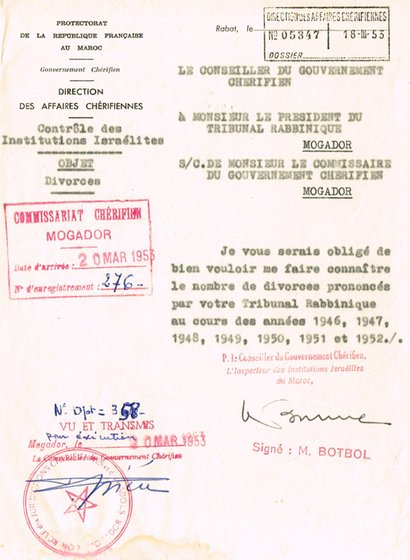 PROTECTORAT
DE LA REPUBLIQUE FRANÇAISE
AU MAROC
Gouvernement Chérifien
DIRECTION
DES AFFAIRES CHÉRIFIENNES
Contrôle des
Institutions Israélites
OBJET
Divorces
Rabat, le
DIRECTION DES AFFAIRES CHÉRIFIENNES
No 05347 18-III-53
DOSSIER
LE CONSEILLER DU GOUVERNEMENT
CHERIFIEN
à MONSIEUR LE PRESIDENT DU
TRIBUNAL RABBINIQUE
MOGADOR
S/C.DE MONSIEUR LE COMMISSAIRE
DU GOUVERNEMENT CHERIFIEN
MOGADOR
COMMISSARIAT CHÉRIFIEN
MOGADOR
Date d'arrivée : 20 MAR 1953
N° d'enregistrement : 276
Je vous serais obligé de
bien vouloir me faire connaître
le nombre de divorces prononcés
par votre Tribunal Rabbinique
au cours des années 1946, 1947,
1948, 1949, 1950, 1951 et 1952./.
P. le Conseiller du Gouvernement Chérifien,
L'Inspecteur des Institutions Israélites
du Maroc,
Signé : M. BOTBOL
N° Dpt = 358-
VU ET TRANSMIS
pour exécution
Mogador, le 20 MAR 1953
Gouvernement Chérifien